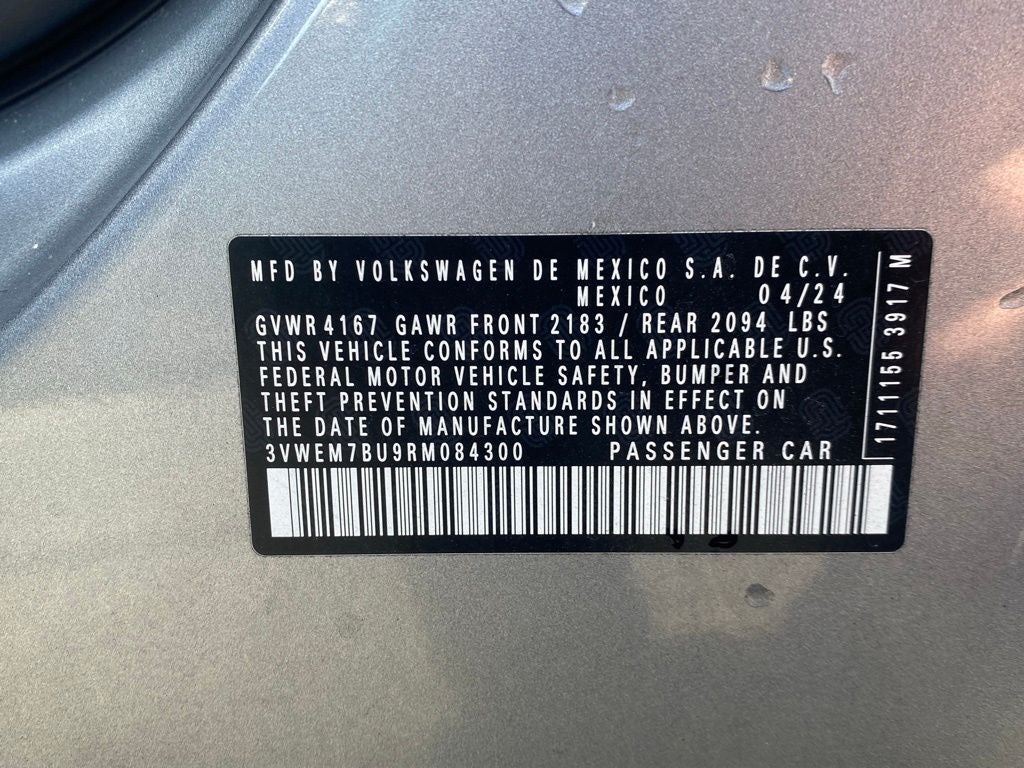 MFD BY VOLKSWAGEN DE MEXICO S.A. DE C.V.
MEXICO 04/24
GVWR 4167 GAWR FRONT 2183 / REAR 2094 LBS
THIS VEHICLE CONFORMS TO ALL APPLICABLE U.S.
FEDERAL MOTOR VEHICLE SAFETY, BUMPER AND
THEFT PREVENTION STANDARDS IN EFFECT ON
THE DATE OF MANUFACTURE SHOWN ABOVE.
3VWEM7BU9RM084300 PASSENGER CAR
1711155 3917 M